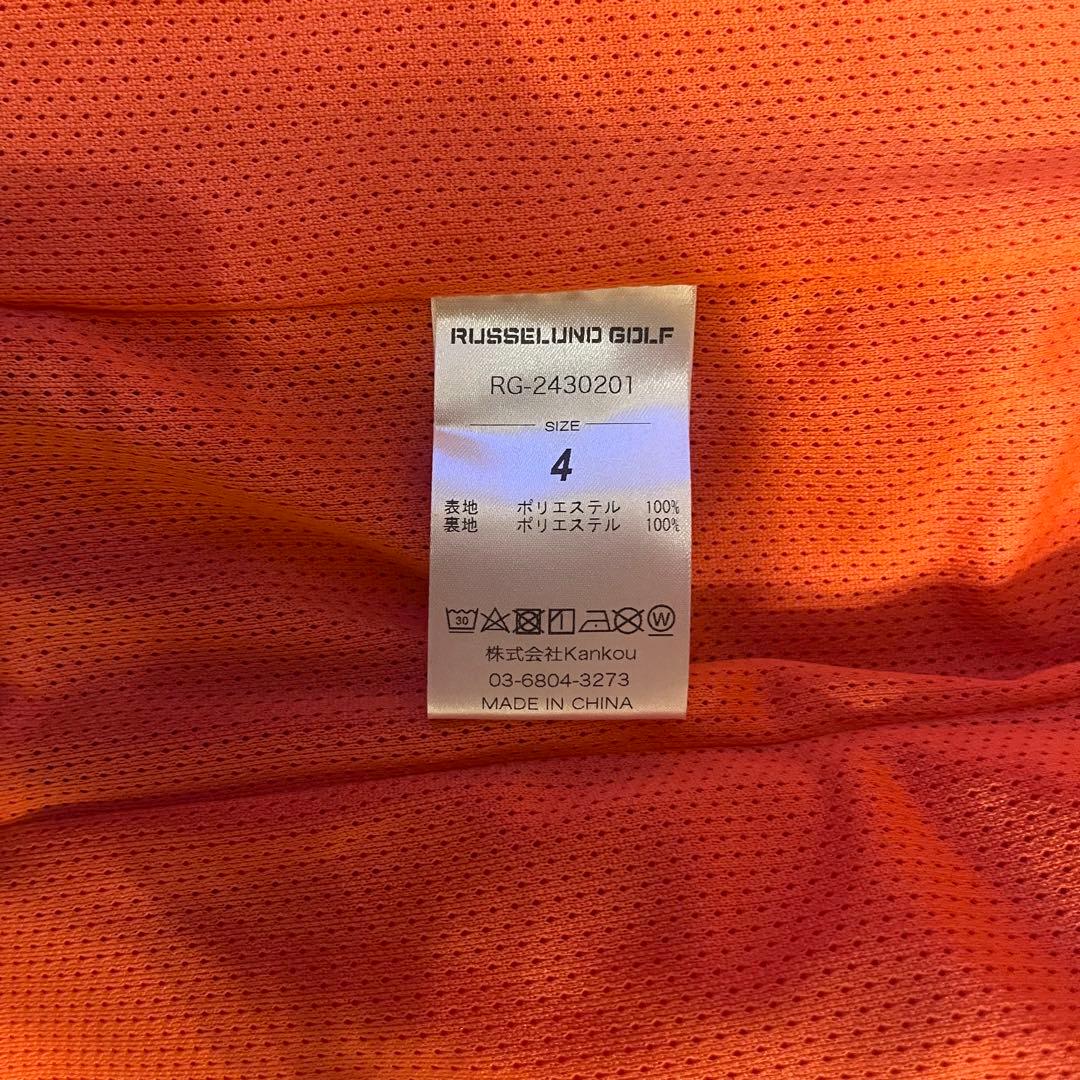 RUSSELUNO GOLF
RG-2430201
SIZE
4
表地 ポリエステル 100%
裏地 ポリエステル 100%
30 W
株式会社Kankou
03-6804-3273
MADE IN CHINA